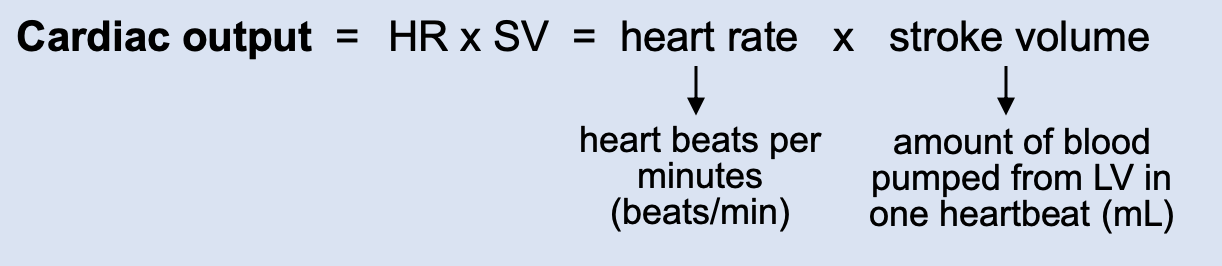 Cardiac output = HR x SV = heart rate x stroke volume
heart beats per
minutes
(beats/min)
amount of blood
pumped from LV in
one heartbeat (mL)